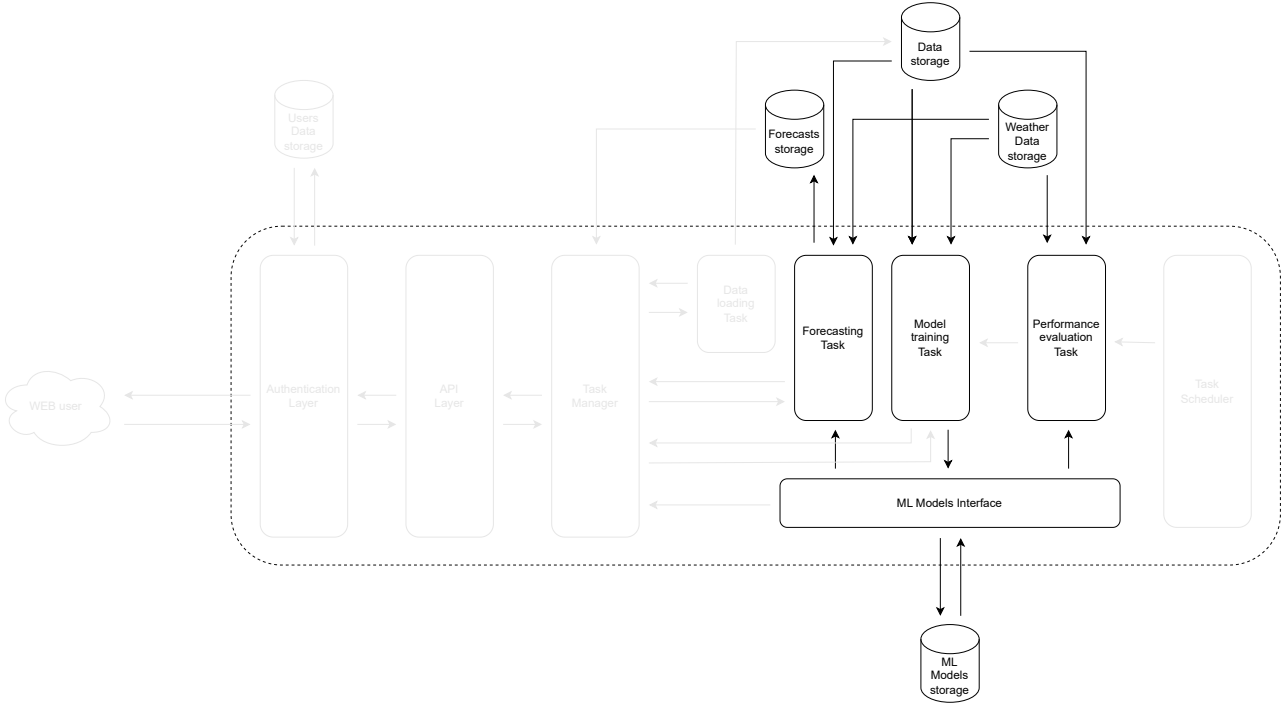 Data
storage
Users
Data
storage
Forecasts
storage
Weather
Data
storage
Data
loading
Task
Forecasting
Task
Model
training
Task
Performance
evaluation
Task
WEB user
Authentication
Layer
API
Layer
Task
Manager
Task
Scheduler
ML Models Interface
ML
Models
storage